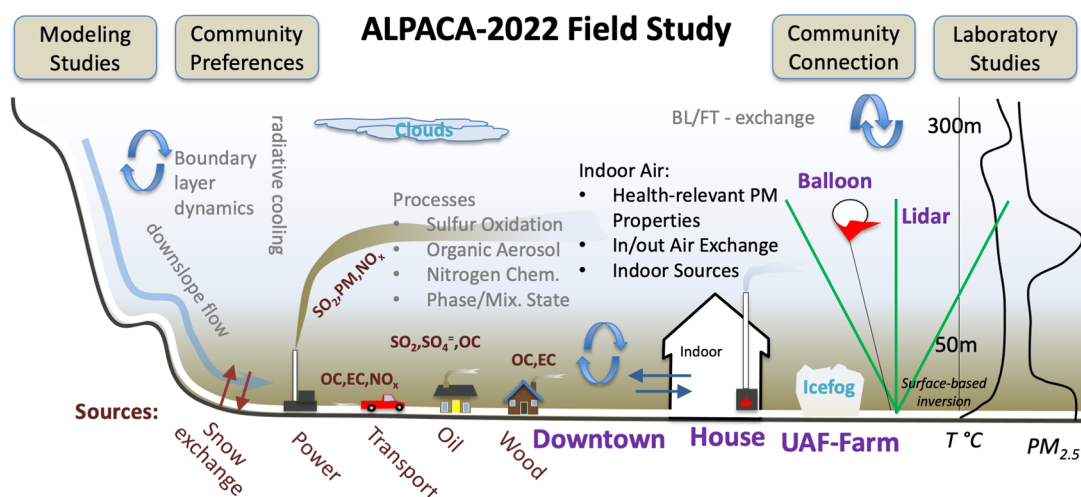 ALPACA-2022 Field Study
Modeling
Studies
Community
Preferences
Community
Connection
Laboratory
Studies
Boundary
layer
dynamics
radiative cooling
downslope flow
Clouds
BL/FT - exchange
300m
Processes
• Sulfur Oxidation
• Organic Aerosol
• Nitrogen Chem.
• Phase/Mix. State
Indoor Air:
• Health-relevant PM
Properties
• In/out Air Exchange
• Indoor Sources
Balloon
Lidar
SO₂,PM,NOₓ
SO₂,SO₄⁼,OC
OC,EC,NOₓ
OC,EC
Indoor
50m
Icefog
Surface-based
inversion
Sources:
Snow
exchange
Power
Transport
Oil
Wood
Downtown
House
UAF-Farm
T °C
PM₂.₅